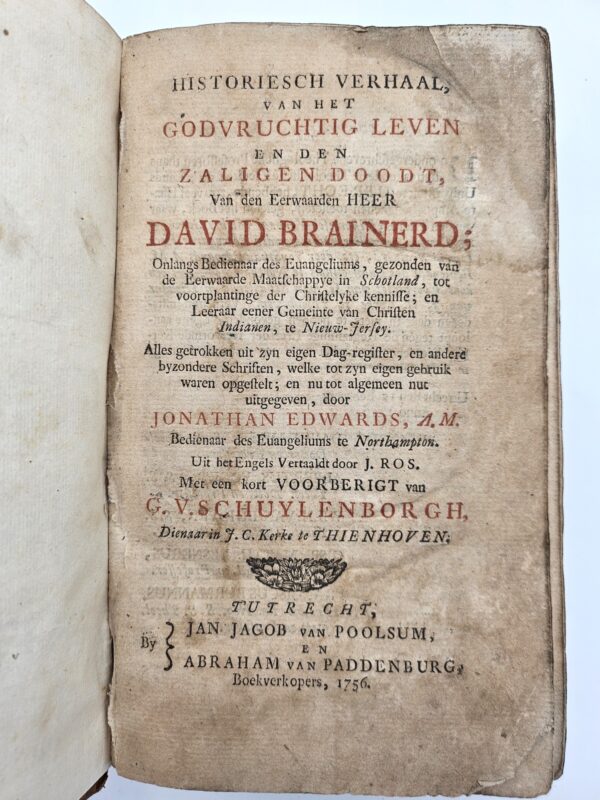 HISTORIESCH VERHAAL,
VAN HET
GODVRUCHTIG LEVEN
EN DEN
ZALIGEN DOODT,
Van den Eerwaarden HEER
DAVID BRAINERD;
Onlangs Bedienaar des Euangeliums, gezonden van
de Eerwaarde Maatſchappye in Schotland, tot
voortplantinge der Chriſtelyke kenniſſe; en
Leeraar eener Gemeinte van Chriſten
Indianen, te Nieuw-Jerſey.
Alles getrokken uit zyn eigen Dag-regiſter, en andere
byzondere Schriften, welke tot zyn eigen gebruik
waren opgeſtelt; en nu tot algemeen nut
uitgegeven, door
JONATHAN EDWARDS, A.M.
Bedienaar des Euangeliums te Northampton.
Uit het Engels Vertaaldt door J. ROS.
Met een kort VOORBERIGT van
G. V. SCHUYLENBORGH,
Dienaar in J. C. Kerke te THIENHOVEN.
TUTRECHT,
By } JAN JACOB VAN POOLSUM,
EN
ABRAHAM VAN PADDENBURG,
Boekverkopers, 1756.